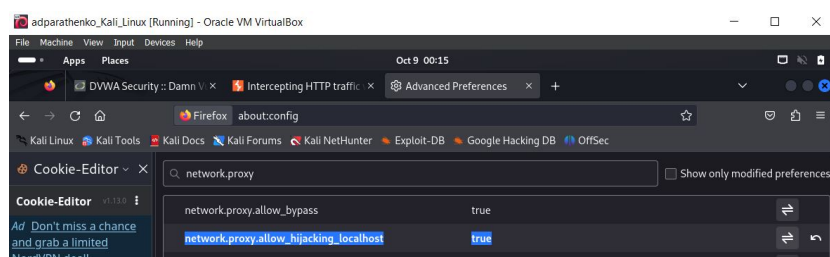 adparathenko_Kali_Linux [Running] - Oracle VM VirtualBox
File Machine View Input Devices Help
Apps Places Oct 9 00:15
DVWA Security :: Damn V Intercepting HTTP traffic Advanced Preferences
Firefox about:config
Kali Linux Kali Tools Kali Docs Kali Forums Kali NetHunter Exploit-DB Google Hacking DB OffSec
Cookie-Editor
network.proxy
Show only modified preferences
Cookie-Editor v1.13.0
network.proxy.allow_bypass true
Ad Don't miss a chance
and grab a limited
network.proxy.allow_hijacking_localhost true
NordVPN deal!